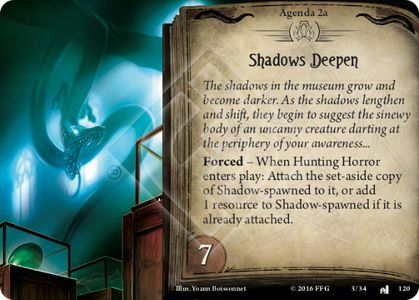 Agenda 2a
Shadows Deepen
The shadows in the museum grow and
become darker. As the shadows lengthen
and shift, they begin to suggest the sinewy
body of an uncanny creature darting at
the periphery of your awareness...
Forced – When Hunting Horror
enters play: Attach the set-aside copy
of Shadow-spawned to it, or add
1 resource to Shadow-spawned if it is
already attached.
7
Illus. Yoann Boissonnet
© 2016 FFG
3/34
120